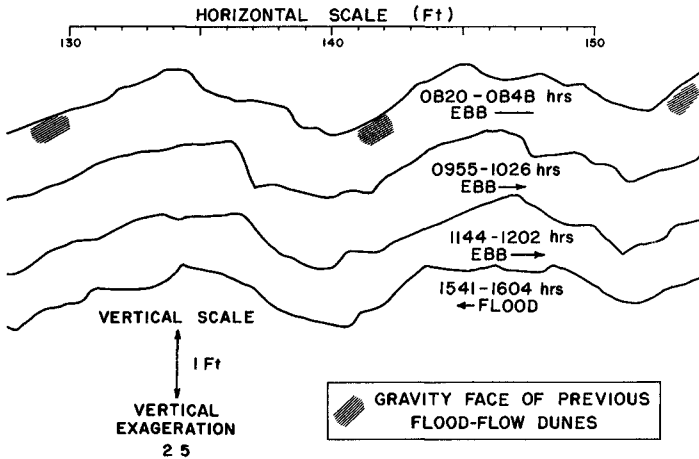 HORIZONTAL SCALE (Ft)
130 140 150
0820-0848 hrs
EBB
0955-1026 hrs
EBB
1144-1202 hrs
EBB
1541-1604 hrs
FLOOD
VERTICAL SCALE
1 Ft
VERTICAL
EXAGERATION
2 5
GRAVITY FACE OF PREVIOUS
FLOOD-FLOW DUNES